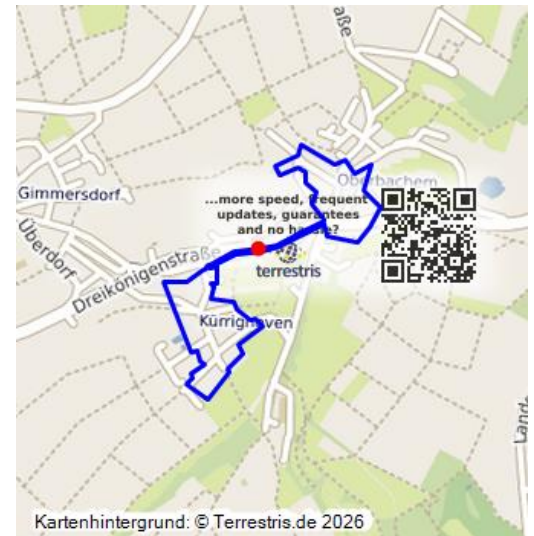 aße
Oberbachem
Gimmersdorf
...more speed, frequent
updates, guarantees
and no hassle?
Überdorf
Dreikönigenstraße
terrestris
Kürrighoven
Land
Kartenhintergrund: © Terrestris.de 2026